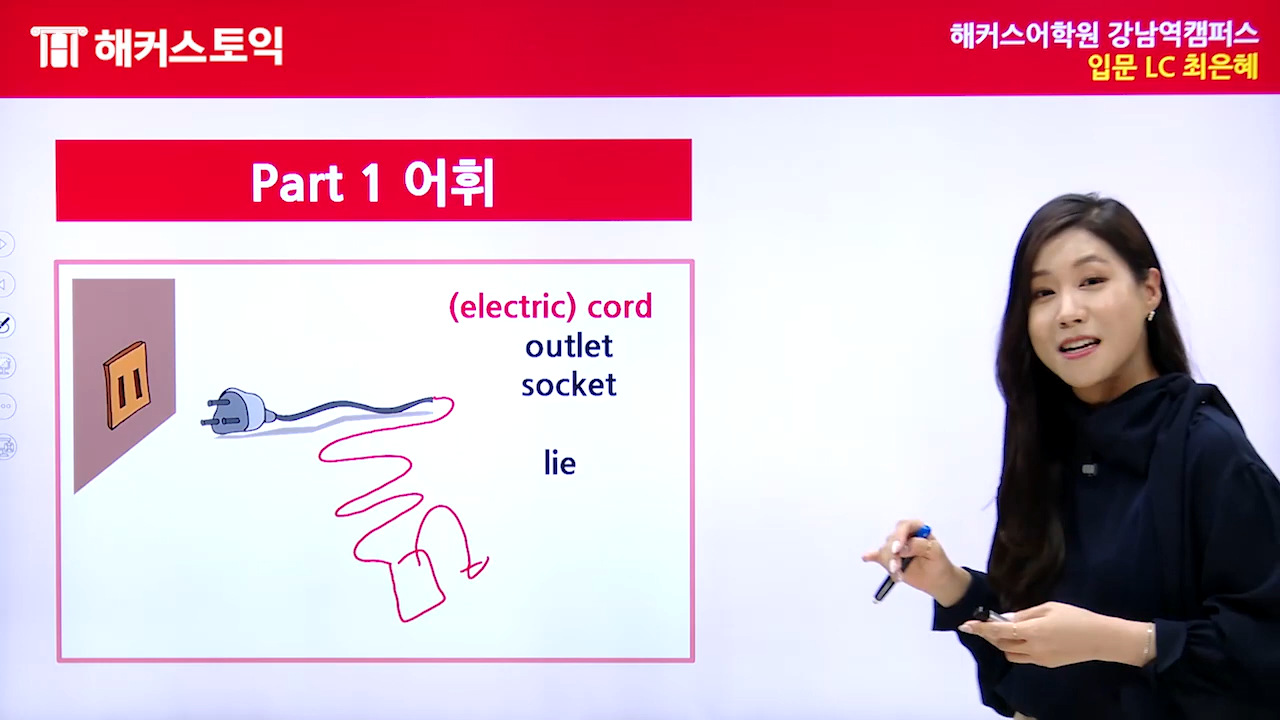 해커스토익
해커스어학원 강남역캠퍼스
입문 LC 최은혜
Part 1 어휘
(electric) cord
outlet
socket
lie